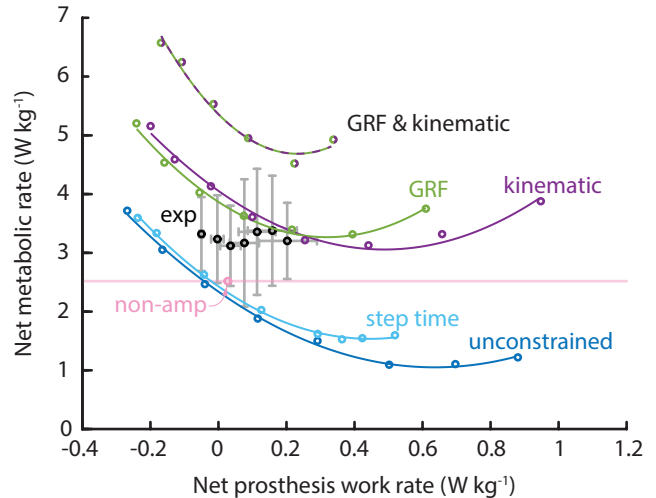 7
6
5
4
3
2
1
0
Net metabolic rate (W kg⁻¹)
GRF & kinematic
GRF
kinematic
exp
non-amp
step time
unconstrained
-0.4
-0.2
0
0.2
0.4
0.6
0.8
1
1.2
Net prosthesis work rate (W kg⁻¹)